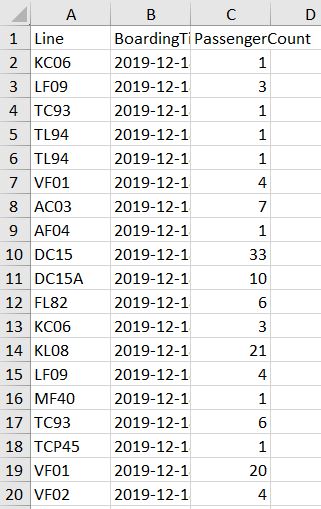 A B C D
1 Line BoardingTi PassengerCount
2 KC06 2019-12-1 1
3 LF09 2019-12-1 3
4 TC93 2019-12-1 1
5 TL94 2019-12-1 1
6 TL94 2019-12-1 1
7 VF01 2019-12-1 4
8 AC03 2019-12-1 7
9 AF04 2019-12-1 1
10 DC15 2019-12-1 33
11 DC15A 2019-12-1 10
12 FL82 2019-12-1 6
13 KC06 2019-12-1 3
14 KL08 2019-12-1 21
15 LF09 2019-12-1 4
16 MF40 2019-12-1 1
17 TC93 2019-12-1 6
18 TCP45 2019-12-1 1
19 VF01 2019-12-1 20
20 VF02 2019-12-1 4